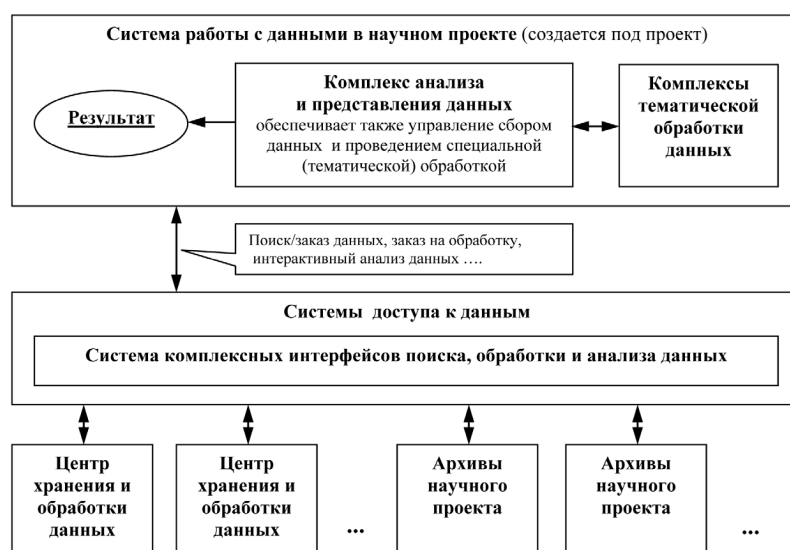 Система работы с данными в научном проекте (создается под проект)
Результат
Комплекс анализа
и представления данных
обеспечивает также управление сбором
данных и проведением специальной
(тематической) обработкой
Комплексы
тематической
обработки
данных
Поиск/заказ данных, заказ на обработку,
интерактивный анализ данных ….
Системы доступа к данным
Система комплексных интерфейсов поиска, обработки и анализа данных
Центр
хранения и
обработки
данных
Центр
хранения и
обработки
данных
...
Архивы
научного
проекта
Архивы
научного
проекта
...